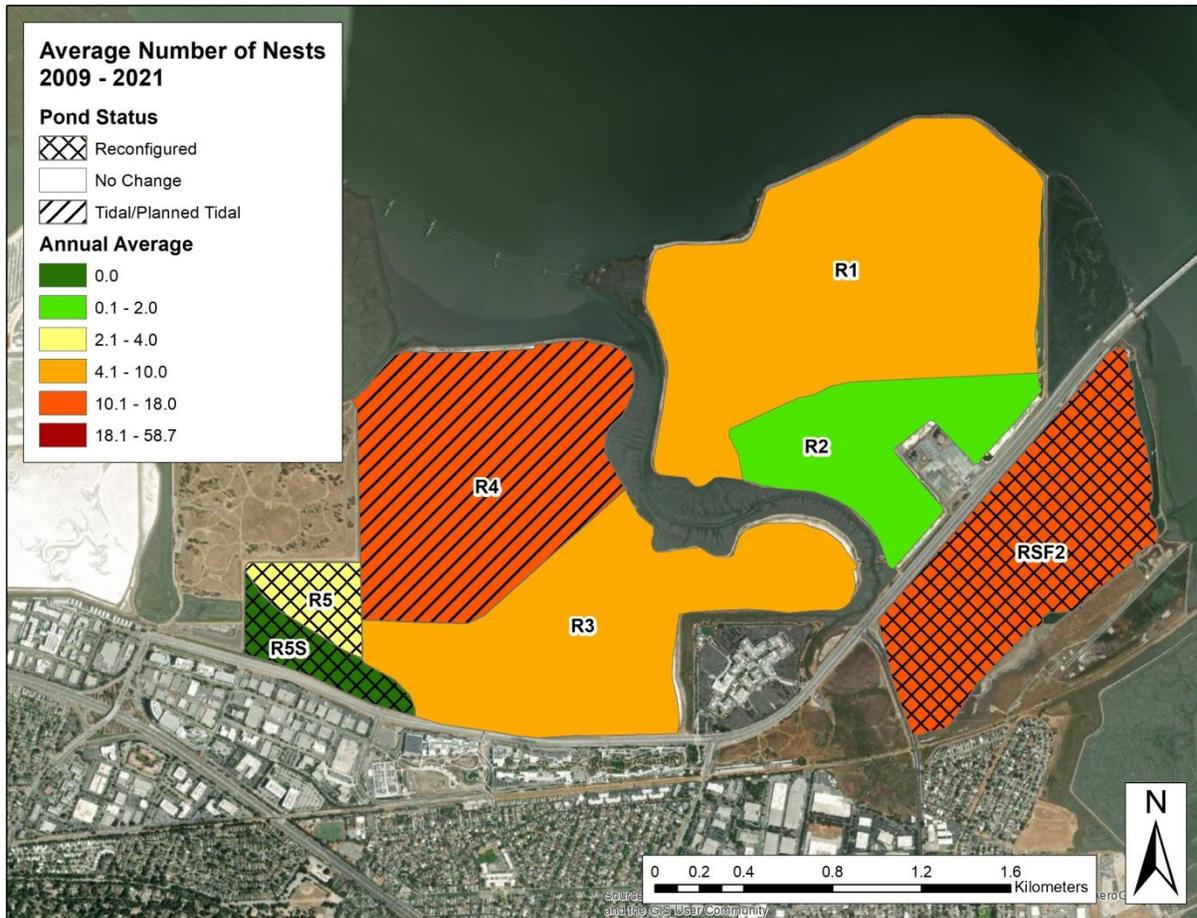 Average Number of Nests
2009 - 2021
Pond Status
Reconfigured
No Change
Tidal/Planned Tidal
Annual Average
0.0
0.1 - 2.0
2.1 - 4.0
4.1 - 10.0
10.1 - 18.0
18.1 - 58.7
R1
R2
R4
RSF2
R5
R3
R5S
N
0 0.2 0.4 0.8 1.2 1.6
Kilometers
and the GIS User Community